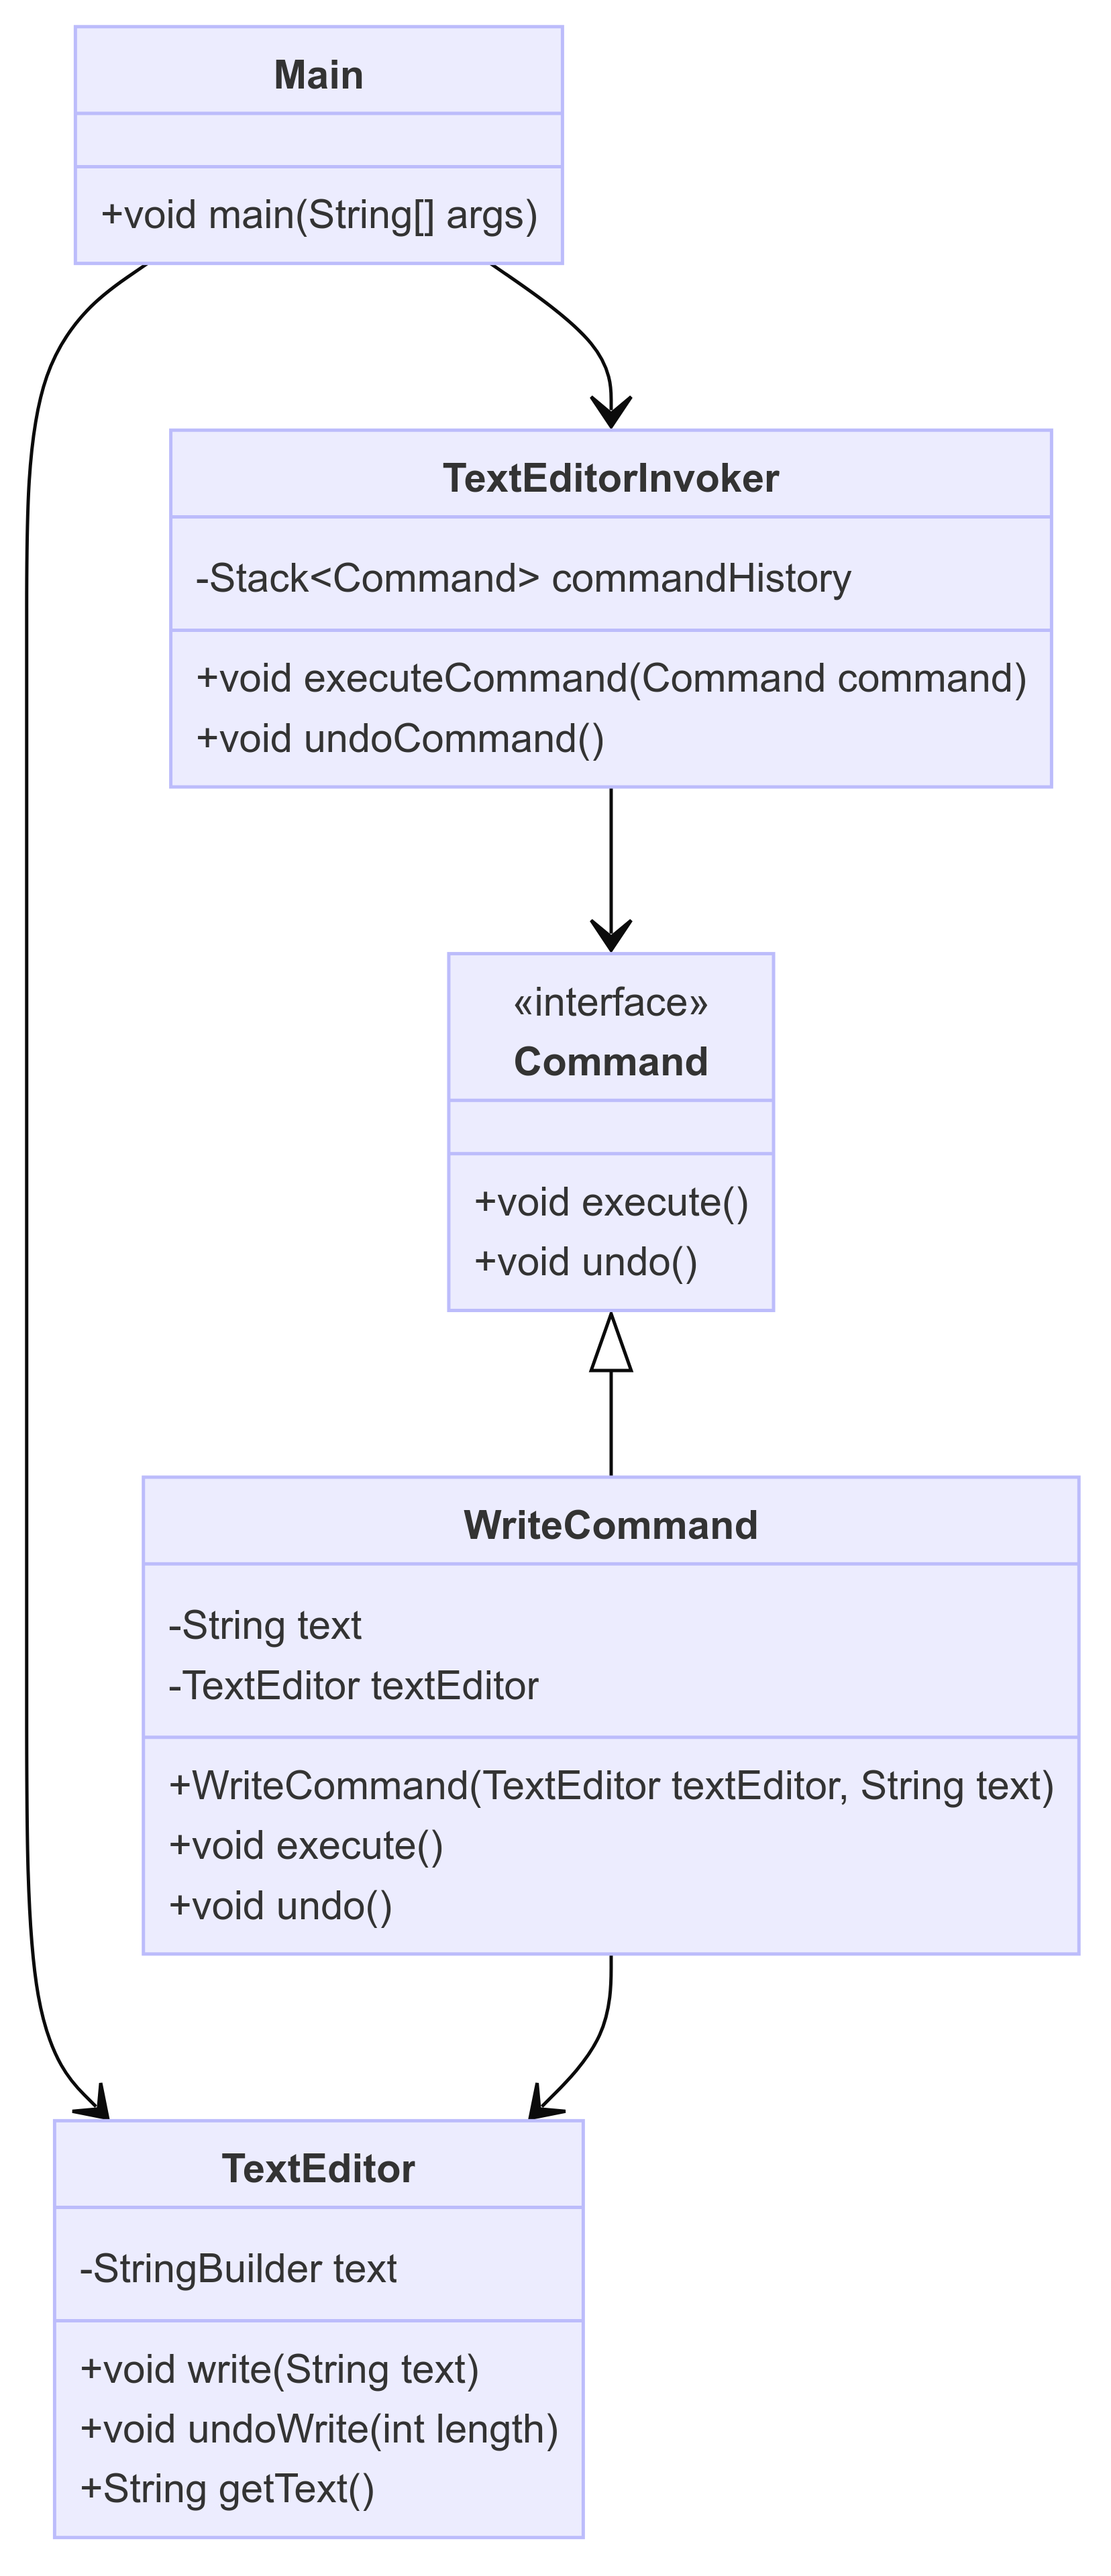 Main
+void main(String[] args)
TextEditorInvoker
-Stack<Command> commandHistory
+void executeCommand(Command command)
+void undoCommand()
«interface»
Command
+void execute()
+void undo()
WriteCommand
-String text
-TextEditor textEditor
+WriteCommand(TextEditor textEditor, String text)
+void execute()
+void undo()
TextEditor
-StringBuilder text
+void write(String text)
+void undoWrite(int length)
+String getText()